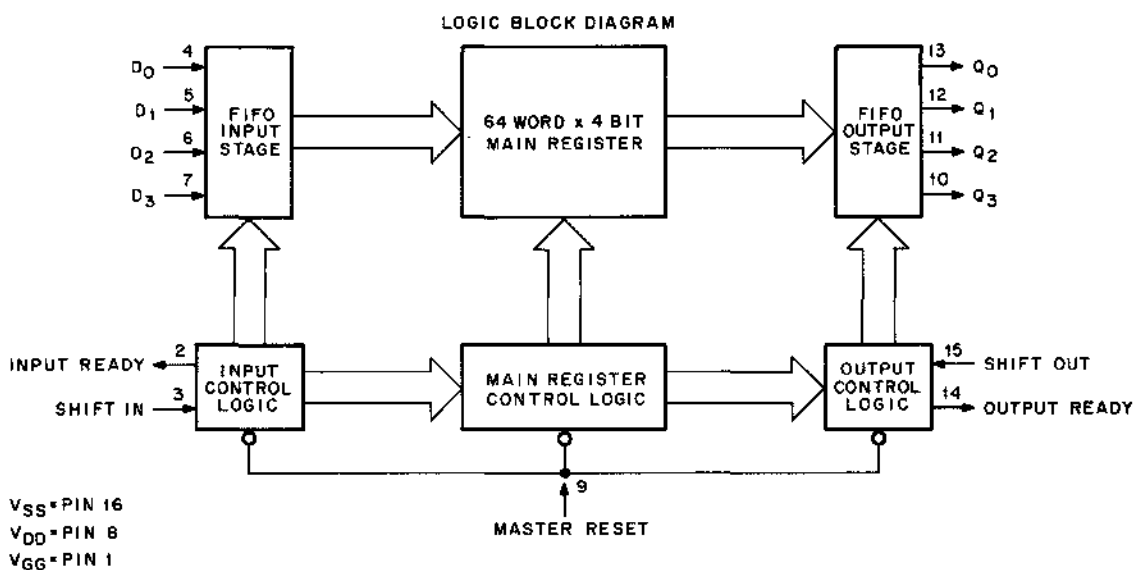 LOGIC BLOCK DIAGRAM
4
D0
5
D1
6
D2
7
D3
FIFO
INPUT
STAGE
64 WORD x 4 BIT
MAIN REGISTER
FIFO
OUTPUT
STAGE
13
Q0
12
Q1
11
Q2
10
Q3
INPUT READY
2
SHIFT IN
3
INPUT
CONTROL
LOGIC
MAIN REGISTER
CONTROL LOGIC
OUTPUT
CONTROL
LOGIC
15
SHIFT OUT
14
OUTPUT READY
9
MASTER RESET
VSS=PIN 16
VDD=PIN 8
VGG=PIN 1